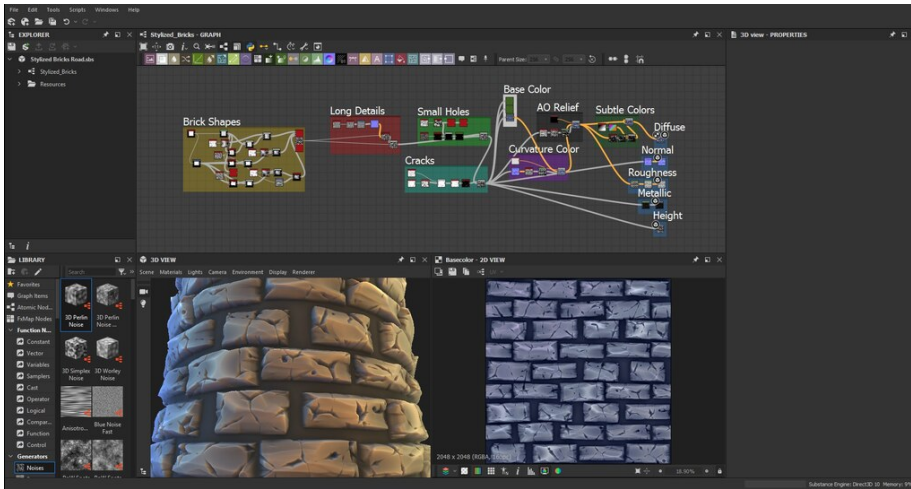 File Edit Tools Scripts Windows Help
EXPLORER
Stylized Bricks Road.sbs
Stylized_Bricks
Resources
Stylized_Bricks - GRAPH
Parent Size:
Brick Shapes
Long Details
Small Holes
Cracks
Base Color
AO Relief
Curvature Color
Subtle Colors
Diffuse
Normal
Roughness
Metallic
Height
3D view - PROPERTIES
LIBRARY
Search
Favorites
Graph Items
Atomic Nod...
FxMap Nodes
Function N...
Constant
Vector
Variables
Samplers
Cast
Operator
Logical
Compar...
Function
Control
Generators
Noises
3D Perlin Noise
3D Perlin Noise ...
3D Simplex Noise
3D Worley Noise
Anisotro...
Blue Noise Fast
3D VIEW
Scene Materials Lights Camera Environment Display Renderer
Basecolor - 2D VIEW
2048 x 2048 (RGBA,
18.90%
Substance Engine: Direct3D 10 Memory: